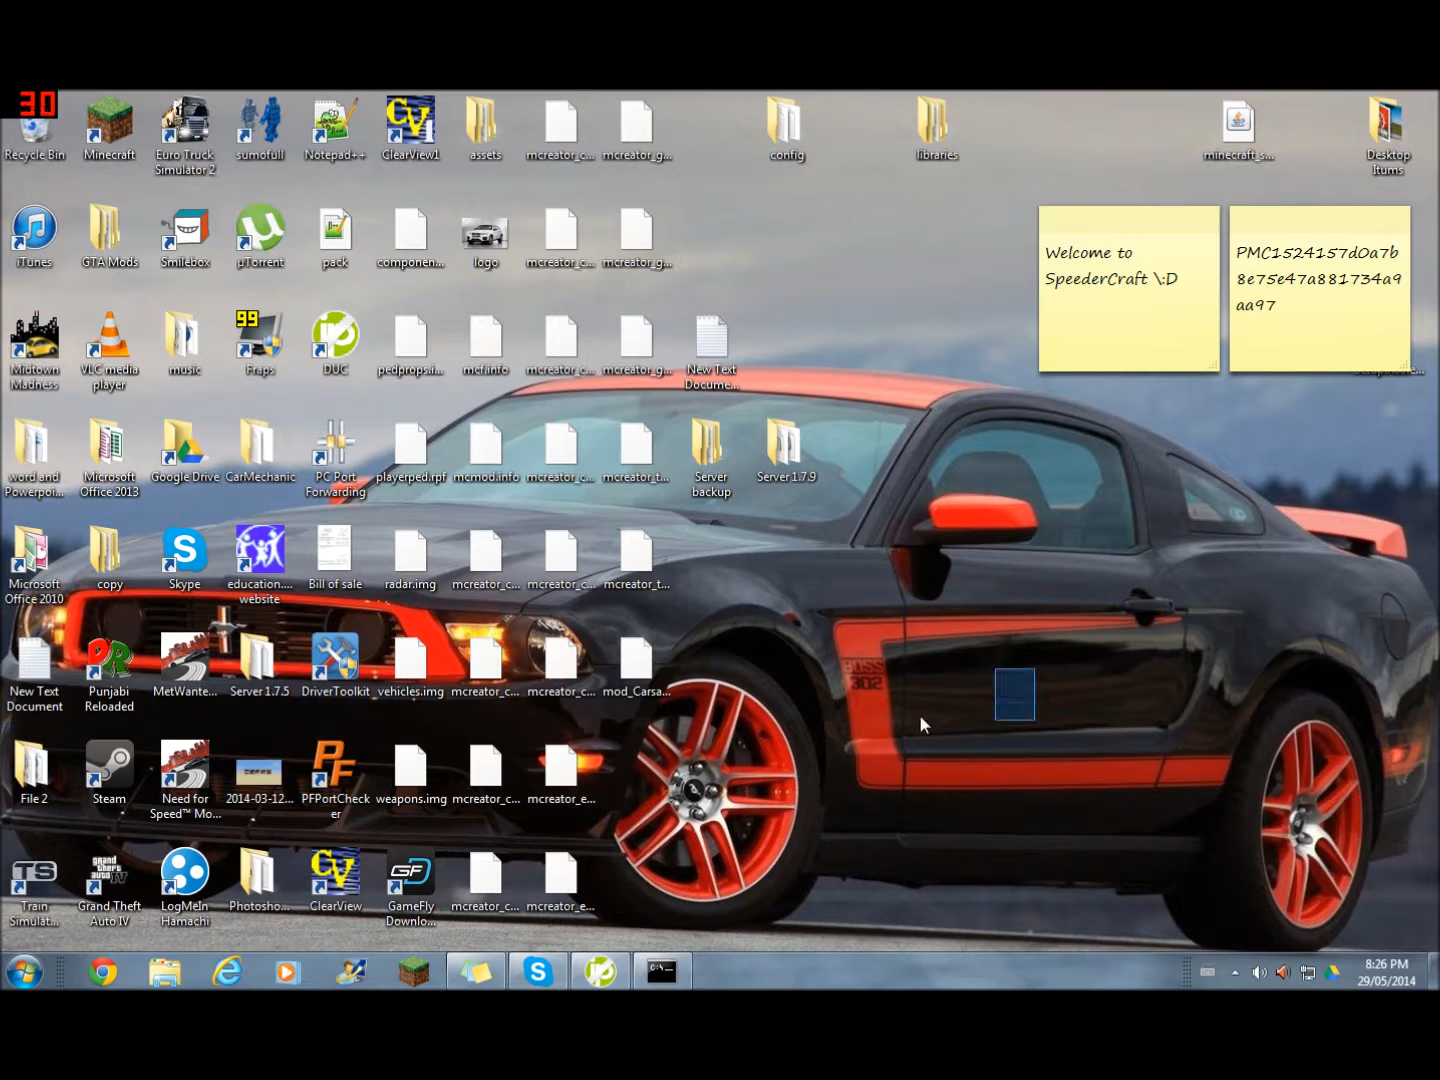 30
Recycle Bin
Minecraft
Euro Truck
Simulator 2
sumofull
Notepad++
ClearView1
assets
mcreator_c...
mcreator_g...
config
libraries
minecraft_s...
Desktop
Itums
iTunes
GTA Mods
Smilebox
µTorrent
pack
componen...
logo
mcreator_c...
mcreator_g...
Welcome to
SpeederCraft \:D
PMC1524157d0a7b
8e75e47a881734a9
aa97
Midtown
Madness
VLC media
player
music
99
Fraps
DUC
pedprops.i...
mcf.info
mcreator_c...
mcreator_g...
New Text
Docume...
word and
Powerpoi...
Microsoft
Office 2013
Google Drive
CarMechanic
PC Port
Forwarding
playerped.rpf
mcmod.info
mcreator_c...
mcreator_t...
Server
backup
Server 1.7.9
Microsoft
Office 2010
copy
Skype
education....
website
Bill of sale
radar.img
mcreator_c...
mcreator_c...
mcreator_t...
New Text
Document
Punjabi
Reloaded
MetWante...
Server 1.7.5
DriverToolkit
vehicles.img
mcreator_c...
mcreator_c...
mod_Carsa...
BOSS
302
File 2
Steam
Need for
Speed™ Mo...
2014-03-12...
PFPortCheck
er
weapons.img
mcreator_c...
mcreator_e...
Train
Simulat...
Grand Theft
Auto IV
LogMeIn
Hamachi
Photosho...
ClearView
GameFly
Downlo...
mcreator_c...
mcreator_e...
8:26 PM
29/05/2014